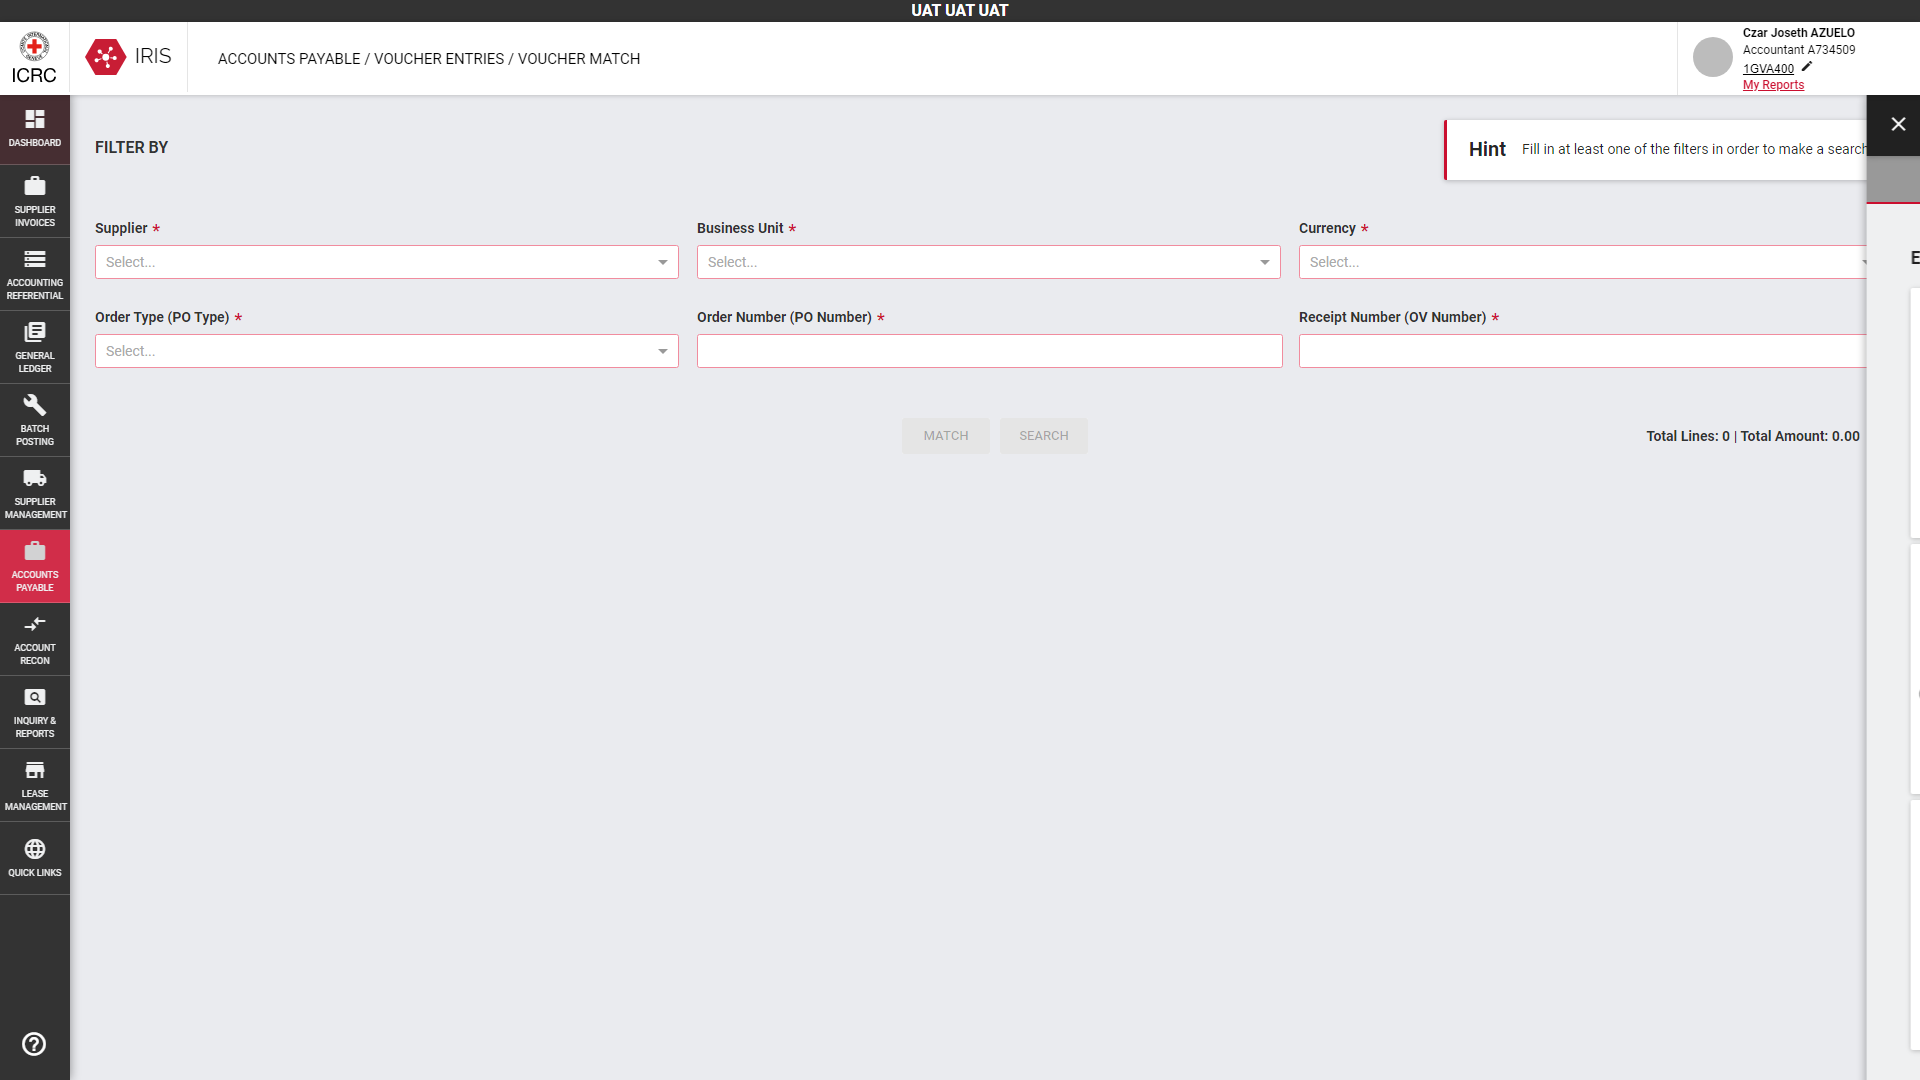 UAT UAT UAT
ICRC
IRIS
ACCOUNTS PAYABLE / VOUCHER ENTRIES / VOUCHER MATCH
Czar Joseth AZUELO
Accountant A734509
1GVA400
My Reports
DASHBOARD
SUPPLIER
INVOICES
ACCOUNTING
REFERENTIAL
GENERAL
LEDGER
BATCH
POSTING
SUPPLIER
MANAGEMENT
ACCOUNTS
PAYABLE
ACCOUNT
RECON
INQUIRY &
REPORTS
LEASE
MANAGEMENT
QUICK LINKS
FILTER BY
Hint Fill in at least one of the filters in order to make a search
Supplier *
Select...
Business Unit *
Select...
Currency *
Select...
Order Type (PO Type) *
Select...
Order Number (PO Number) *
Receipt Number (OV Number) *
MATCH
SEARCH
Total Lines: 0 | Total Amount: 0.00